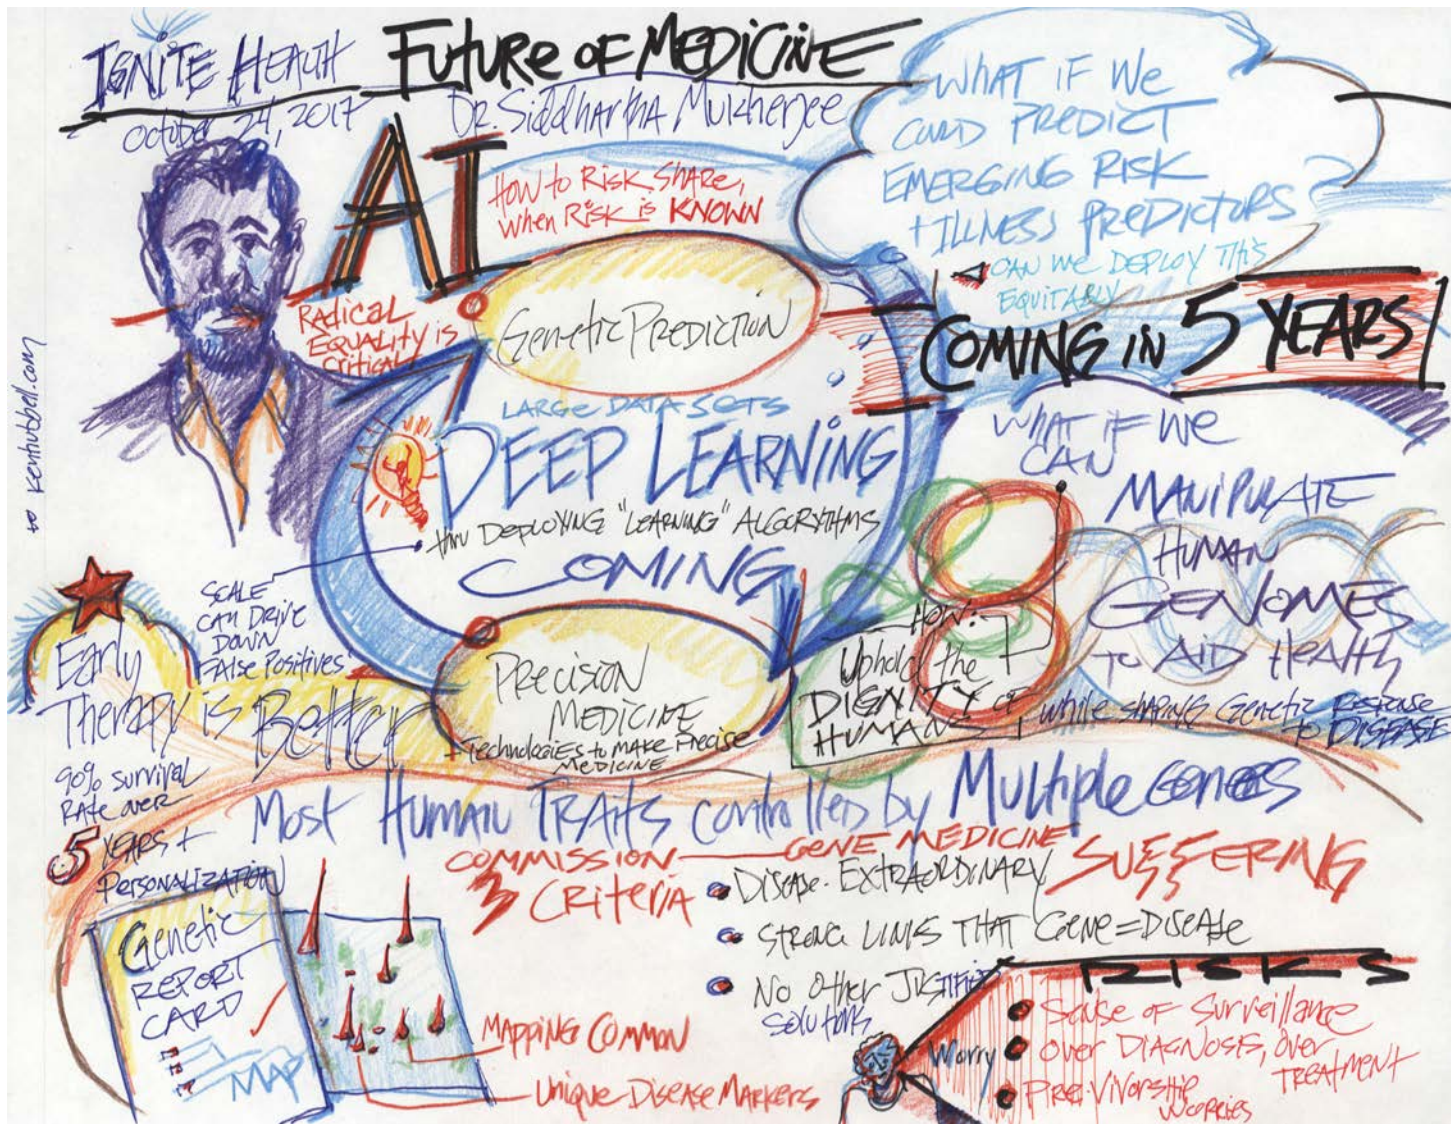 IGNITE HEALTH
October 24, 2017
FUTURE OF MEDICINE
Dr. Siddhartha Mukherjee
AI
HOW to RISK SHARE,
when RISK is KNOWN
WHAT IF We
COULD PREDICT
EMERGING RISK
+ ILLNESS PREDICTORS
CAN WE DEPLOY THIS
EQUITABLY
COMING IN 5 YEARS
RADICAL
EQUALITY is
CRITICAL
Genetic PREDICTION
LARGE DATA SETS
DEEP LEARNING
thru DEPLOYING "LEARNING" ALGORYTHMS
COMING
kenhubbell.com
SCALE
CAN DRIVE
DOWN
FALSE POSITIVES
WHAT IF WE
CAN
MANIPULATE
HUMAN
GENOMES
TO AID HEALTH
while SHAPING Genetic RESPONSE
to DISEASE
HOW:
Uphold the
DIGNITY OF
HUMANS
PRECISION
MEDICINE
+ Technologies to MAKE Precise
MEDICINE
Early
Therapy is Better
90% survival
RATE over
5 YEARS +
PERSONALIZATION
Most HUMAN TRAITS controlled by Multiple GENES
COMMISSION GENE MEDICINE
3 CRITERIA
DISEASE - EXTRAORDINARY SUFFERING
STRONG LINKS THAT GENE = DISEASE
NO Other JUSTIFIED
SOLUTIONS
Genetic
REPORT
CARD
MAP
MAPPING COMMON
Unique DISEASE MARKERS
RISKS
Worry
Sense OF Surveillance
Over DIAGNOSIS, Over
TREATMENT
Pre-Vivorship
WORRIES